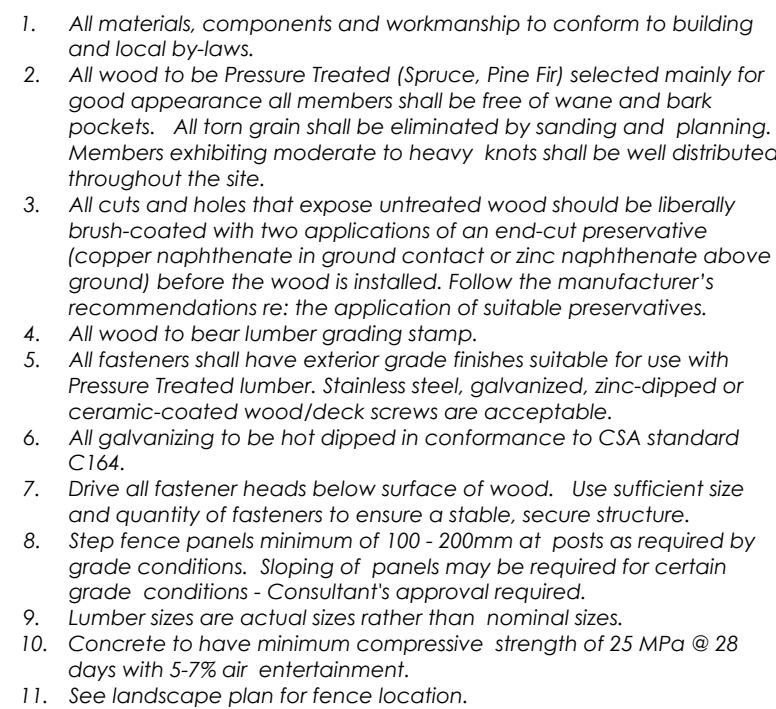 1. All materials, components and workmanship to conform to building
and local by-laws.
2. All wood to be Pressure Treated (Spruce, Pine Fir) selected mainly for
good appearance all members shall be free of wane and bark
pockets. All torn grain shall be eliminated by sanding and planning.
Members exhibiting moderate to heavy knots shall be well distributed
throughout the site.
3. All cuts and holes that expose untreated wood should be liberally
brush-coated with two applications of an end-cut preservative
(copper naphthenate in ground contact or zinc naphthenate above
ground) before the wood is installed. Follow the manufacturer's
recommendations re: the application of suitable preservatives.
4. All wood to bear lumber grading stamp.
5. All fasteners shall have exterior grade finishes suitable for use with
Pressure Treated lumber. Stainless steel, galvanized, zinc-dipped or
ceramic-coated wood/deck screws are acceptable.
6. All galvanizing to be hot dipped in conformance to CSA standard
C164.
7. Drive all fastener heads below surface of wood. Use sufficient size
and quantity of fasteners to ensure a stable, secure structure.
8. Step fence panels minimum of 100 - 200mm at posts as required by
grade conditions. Sloping of panels may be required for certain
grade conditions - Consultant's approval required.
9. Lumber sizes are actual sizes rather than nominal sizes.
10. Concrete to have minimum compressive strength of 25 MPa @ 28
days with 5-7% air entertainment.
11. See landscape plan for fence location.